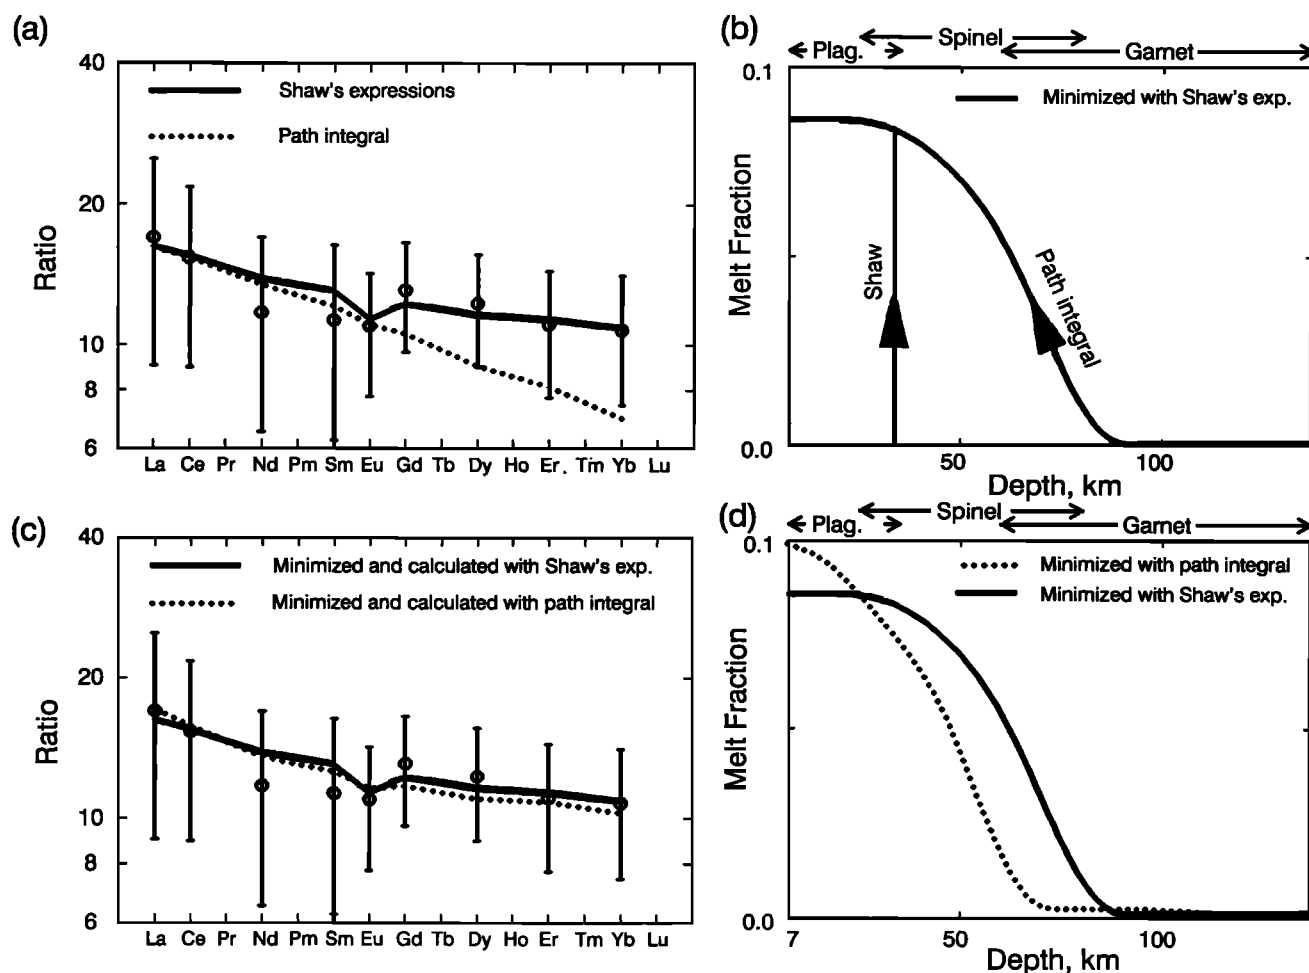 (a)
40
20
10
8
6
Ratio
Shaw's expressions
Path integral
La Ce Pr Nd Pm Sm Eu Gd Tb Dy Ho Er. Tm Yb Lu
(b)
Spinel
Plag. Garnet
0.1
0.0
Melt Fraction
Minimized with Shaw's exp.
Shaw
Path integral
50 100
Depth, km
(c)
40
20
10
8
6
Ratio
Minimized and calculated with Shaw's exp.
Minimized and calculated with path integral
La Ce Pr Nd Pm Sm Eu Gd Tb Dy Ho Er Tm Yb Lu
(d)
Spinel
Plag. Garnet
0.1
0.0
Melt Fraction
Minimized with path integral
Minimized with Shaw's exp.
7 50 100
Depth, km